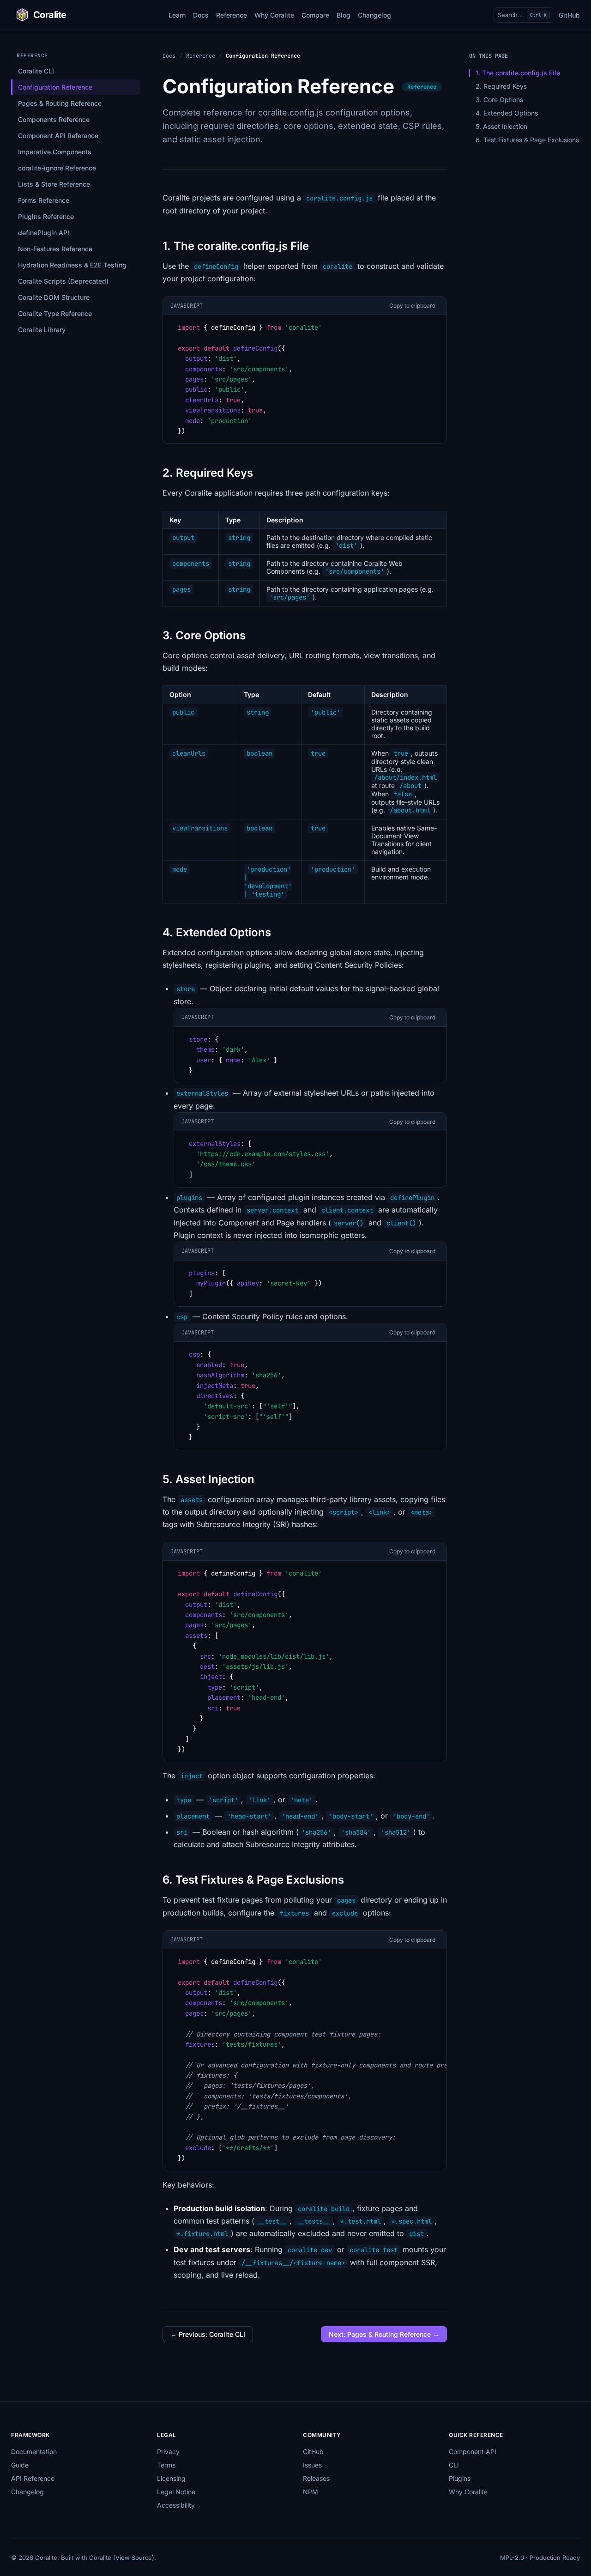 Coralite
Learn Docs Reference Why Coralite Compare Blog Changelog
Search... Ctrl K GitHub
REFERENCE
Coralite CLI
Configuration Reference
Pages & Routing Reference
Components Reference
Component API Reference
Imperative Components
coralite-ignore Reference
Lists & Store Reference
Forms Reference
Plugins Reference
definePlugin API
Non-Features Reference
Hydration Readiness & E2E Testing
Coralite Scripts (Deprecated)
Coralite DOM Structure
Coralite Type Reference
Coralite Library
Docs / Reference / Configuration Reference
Configuration Reference Reference
Complete reference for coralite.config.js configuration options,
including required directories, core options, extended state, CSP rules,
and static asset injection.
Coralite projects are configured using a coralite.config.js file placed at the
root directory of your project.
1. The coralite.config.js File
Use the defineConfig helper exported from coralite to construct and validate
your project configuration:
JAVASCRIPT Copy to clipboard
import { defineConfig } from 'coralite'
export default defineConfig({
output: 'dist',
components: 'src/components',
pages: 'src/pages',
public: 'public',
cleanUrls: true,
viewTransitions: true,
mode: 'production'
})
2. Required Keys
Every Coralite application requires three path configuration keys:
Key Type Description
output string Path to the destination directory where compiled static
files are emitted (e.g. 'dist' ).
components string Path to the directory containing Coralite Web
Components (e.g. 'src/components' ).
pages string Path to the directory containing application pages (e.g.
'src/pages' ).
3. Core Options
Core options control asset delivery, URL routing formats, view transitions, and
build modes:
Option Type Default Description
public string 'public' Directory containing
static assets copied
directly to the build
root.
cleanUrls boolean true When true , outputs
directory-style clean
URLs (e.g.
/about/index.html
at route /about ).
When false ,
outputs file-style URLs
(e.g. /about.html ).
viewTransitions boolean true Enables native Same-
Document View
Transitions for client
navigation.
mode 'production' 'production' Build and execution
| environment mode.
'development'
| 'testing'
4. Extended Options
Extended configuration options allow declaring global store state, injecting
stylesheets, registering plugins, and setting Content Security Policies:
• store — Object declaring initial default values for the signal-backed global
store.
JAVASCRIPT Copy to clipboard
store: {
theme: 'dark',
user: { name: 'Alex' }
}
• externalStyles — Array of external stylesheet URLs or paths injected into
every page.
JAVASCRIPT Copy to clipboard
externalStyles: [
'https://cdn.example.com/styles.css',
'/css/theme.css'
]
• plugins — Array of configured plugin instances created via definePlugin .
Contexts defined in server.context and client.context are automatically
injected into Component and Page handlers ( server() and client() ).
Plugin context is never injected into isomorphic getters.
JAVASCRIPT Copy to clipboard
plugins: [
myPlugin({ apiKey: 'secret-key' })
]
• csp — Content Security Policy rules and options.
JAVASCRIPT Copy to clipboard
csp: {
enabled: true,
hashAlgorithm: 'sha256',
injectMeta: true,
directives: {
'default-src': ["'self'"],
'script-src': ["'self'"]
}
}
5. Asset Injection
The assets configuration array manages third-party library assets, copying files
to the output directory and optionally injecting <script> , <link> , or <meta>
tags with Subresource Integrity (SRI) hashes:
JAVASCRIPT Copy to clipboard
import { defineConfig } from 'coralite'
export default defineConfig({
output: 'dist',
components: 'src/components',
pages: 'src/pages',
assets: [
{
src: 'node_modules/lib/dist/lib.js',
dest: 'assets/js/lib.js',
inject: {
type: 'script',
placement: 'head-end',
sri: true
}
}
]
})
The inject option object supports configuration properties:
• type — 'script' , 'link' , or 'meta' .
• placement — 'head-start' , 'head-end' , 'body-start' , or 'body-end' .
• sri — Boolean or hash algorithm ( 'sha256' , 'sha384' , 'sha512' ) to
calculate and attach Subresource Integrity attributes.
6. Test Fixtures & Page Exclusions
To prevent test fixture pages from polluting your pages directory or ending up in
production builds, configure the fixtures and exclude options:
JAVASCRIPT Copy to clipboard
import { defineConfig } from 'coralite'
export default defineConfig({
output: 'dist',
components: 'src/components',
pages: 'src/pages',
// Directory containing component test fixture pages:
fixtures: 'tests/fixtures',
// Or advanced configuration with fixture-only components and route pre
// fixtures: {
// pages: 'tests/fixtures/pages',
// components: 'tests/fixtures/components',
// prefix: '/__fixtures__'
// },
// Optional glob patterns to exclude from page discovery:
exclude: ['**/drafts/**']
})
Key behaviors:
• Production build isolation: During coralite build , fixture pages and
common test patterns ( __test__ , __tests__ , *.test.html , *.spec.html ,
*.fixture.html ) are automatically excluded and never emitted to dist .
• Dev and test servers: Running coralite dev or coralite test mounts your
test fixtures under /__fixtures__/<fixture-name> with full component SSR,
scoping, and live reload.
← Previous: Coralite CLI Next: Pages & Routing Reference →
ON THIS PAGE
1. The coralite.config.js File
2. Required Keys
3. Core Options
4. Extended Options
5. Asset Injection
6. Test Fixtures & Page Exclusions
FRAMEWORK
Documentation
Guide
API Reference
Changelog
LEGAL
Privacy
Terms
Licensing
Legal Notice
Accessibility
COMMUNITY
GitHub
Issues
Releases
NPM
QUICK REFERENCE
Component API
CLI
Plugins
Why Coralite
© 2026 Coralite. Built with Coralite (View Source).
MPL-2.0 · Production Ready